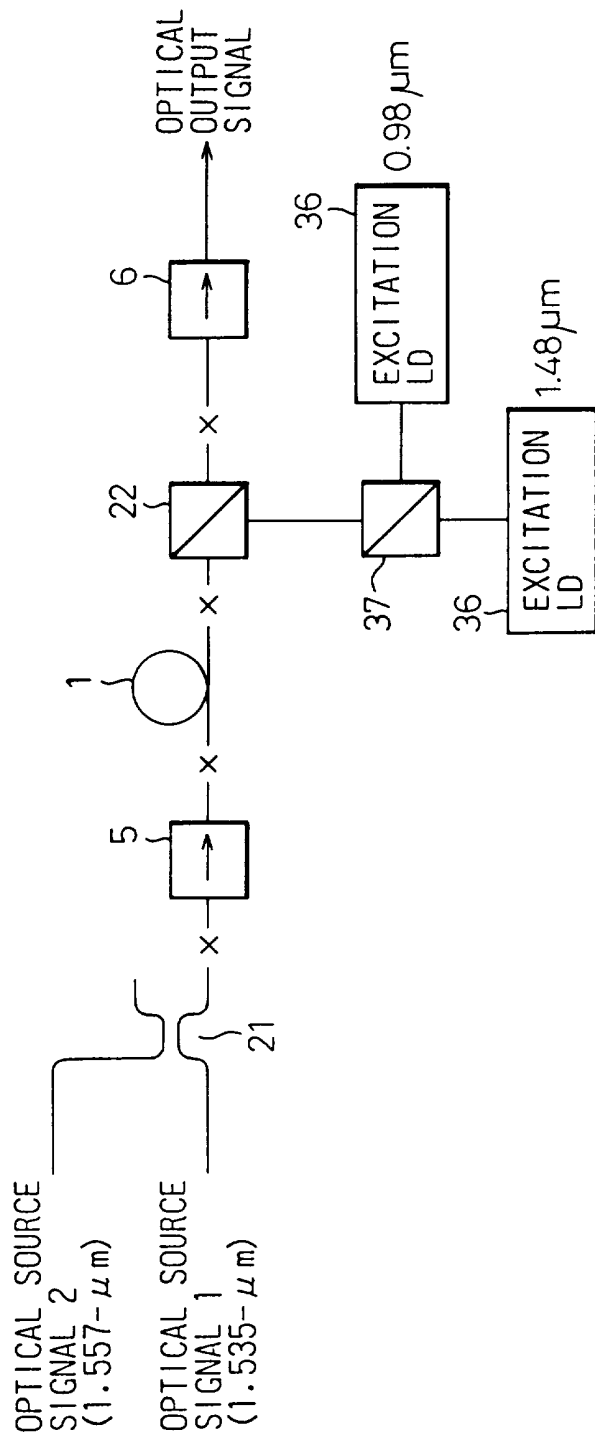 OPTICAL SOURCE
SIGNAL 2
(1.557-μm)
OPTICAL SOURCE
SIGNAL 1
(1.535-μm)
21
5
1
22
6
OPTICAL
OUTPUT
SIGNAL
37
36
EXCITATION
LD
0.98μm
36
EXCITATION
LD
1.48μm